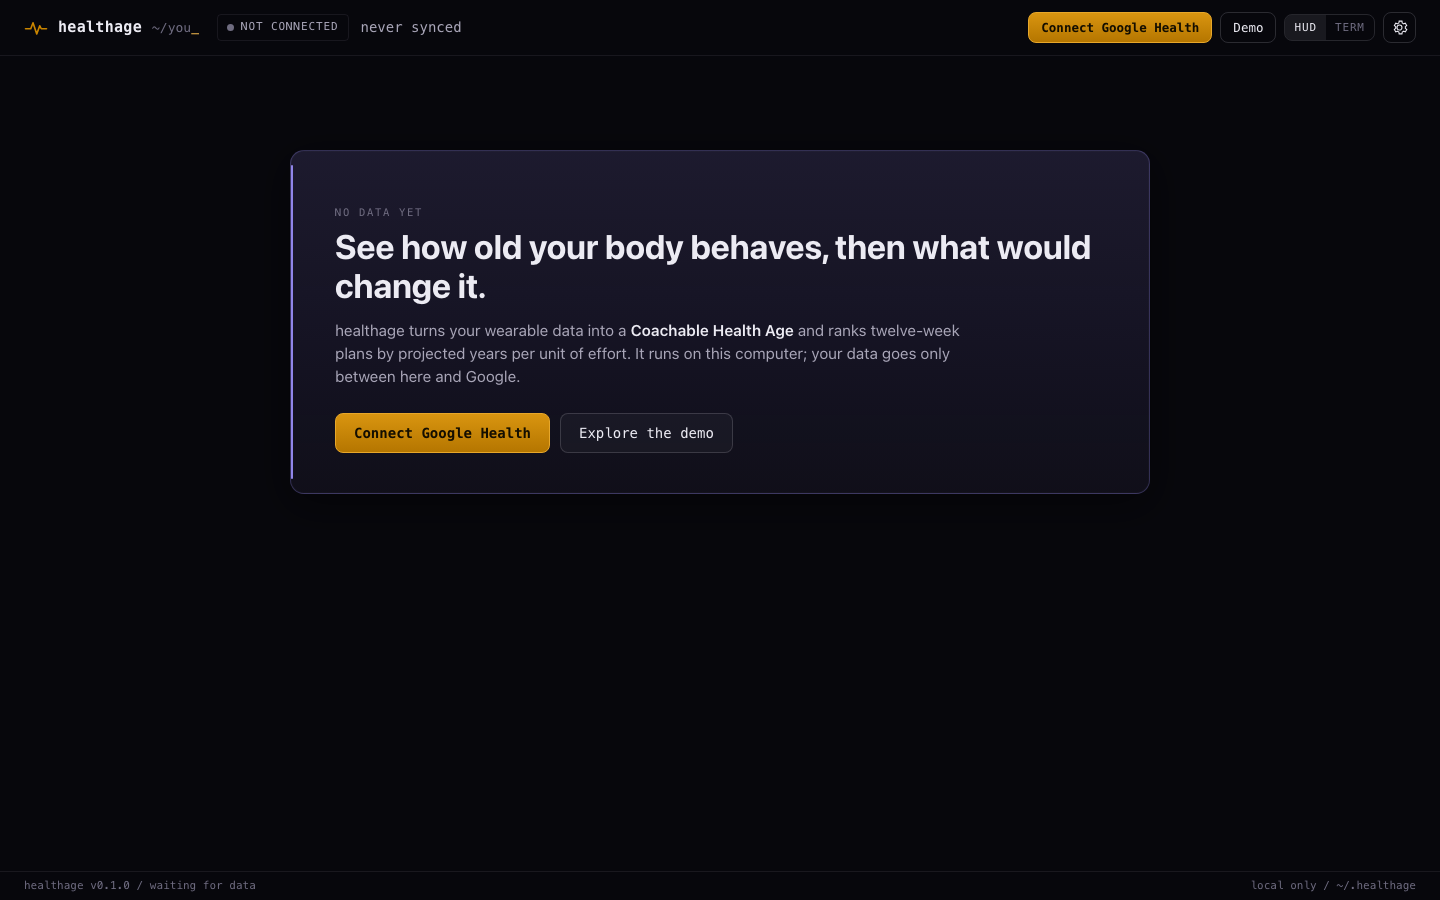 healthage ~/you_ NOT CONNECTED never synced Connect Google Health Demo HUD TERM
NO DATA YET
See how old your body behaves, then what would
change it.
healthage turns your wearable data into a Coachable Health Age and ranks twelve-week
plans by projected years per unit of effort. It runs on this computer; your data goes only
between here and Google.
Connect Google Health Explore the demo
healthage v0.1.0 / waiting for data local only / ~/.healthage